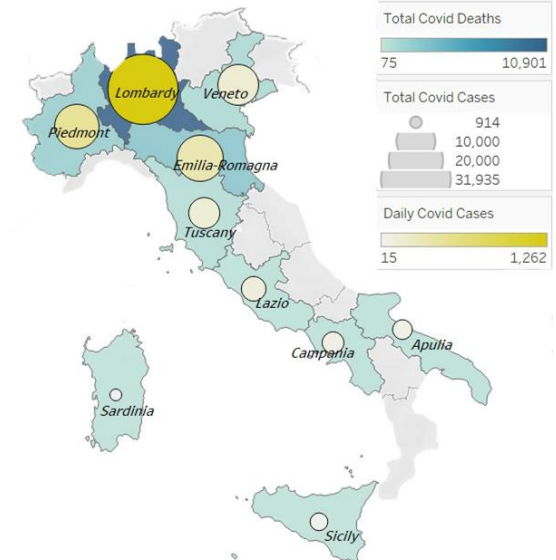 Total Covid Deaths
75 10,901
Total Covid Cases
914
10,000
20,000
31,935
Daily Covid Cases
15 1,262
Lombardy
Veneto
Piedmont
Emilia-Romagna
Tuscany
Lazio
Campania
Apulia
Sardinia
Sicily